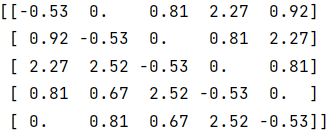 [[-0.53 0. 0.81 2.27 0.92]
[ 0.92 -0.53 0. 0.81 2.27]
[ 2.27 2.52 -0.53 0. 0.81]
[ 0.81 0.67 2.52 -0.53 0. ]
[ 0. 0.81 0.67 2.52 -0.53]]